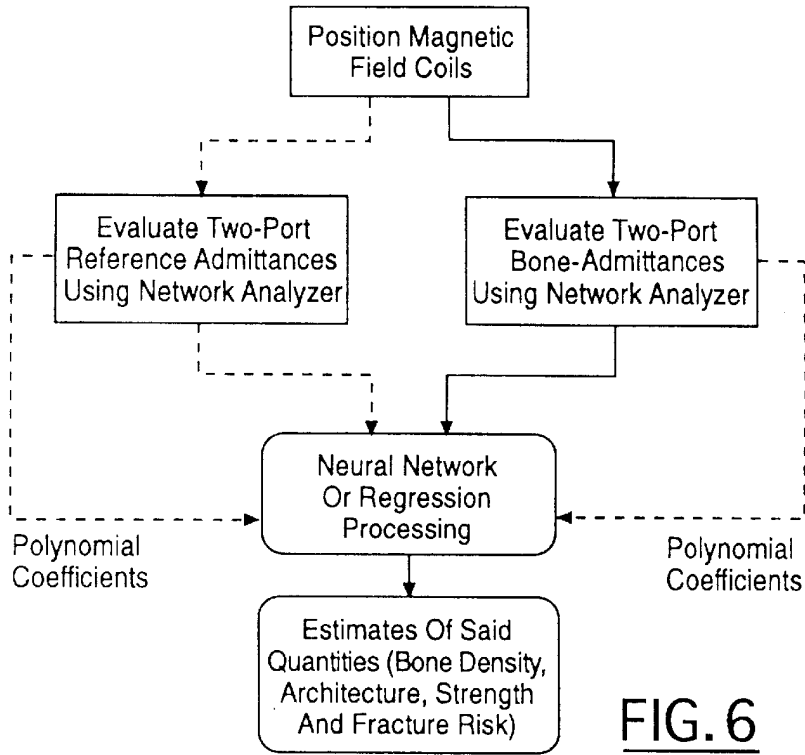 Position Magnetic
Field Coils
Evaluate Two-Port
Reference Admittances
Using Network Analyzer
Evaluate Two-Port
Bone-Admittances
Using Network Analyzer
Neural Network
Or Regression
Processing
Polynomial
Coefficients
Polynomial
Coefficients
Estimates Of Said
Quantities (Bone Density,
Architecture, Strength
And Fracture Risk)
FIG. 6